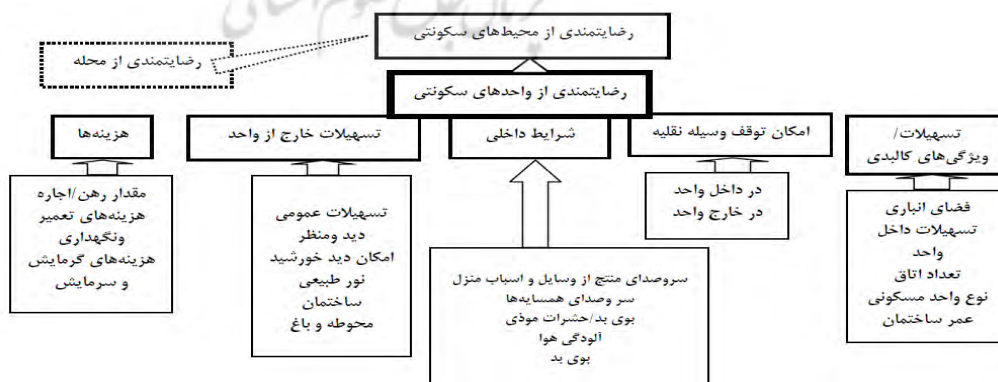 رضایتمندی از محیط‌های سکونتی
رضایتمندی از محله
رضایتمندی از واحدهای سکونتی
تسهیلات/
ویژگی‌های کالبدی
امکان توقف وسیله نقلیه
شرایط داخلی
تسهیلات خارج از واحد
هزینه‌ها
فضای انباری
تسهیلات داخل
واحد
تعداد اتاق
نوع واحد مسکونی
عمر ساختمان
در داخل واحد
در خارج واحد
سروصدای منتج از وسایل و اسباب منزل
سر وصدای همسایه‌ها
بوی بد/حشرات موذی
آلودگی هوا
بوی بد
تسهیلات عمومی
دید ومنظر
امکان دید خورشید
نور طبیعی
ساختمان
محوطه و باغ
مقدار رهن/اجاره
هزینه‌های تعمیر
ونگهداری
هزینه‌های گرمایش
و سرمایش